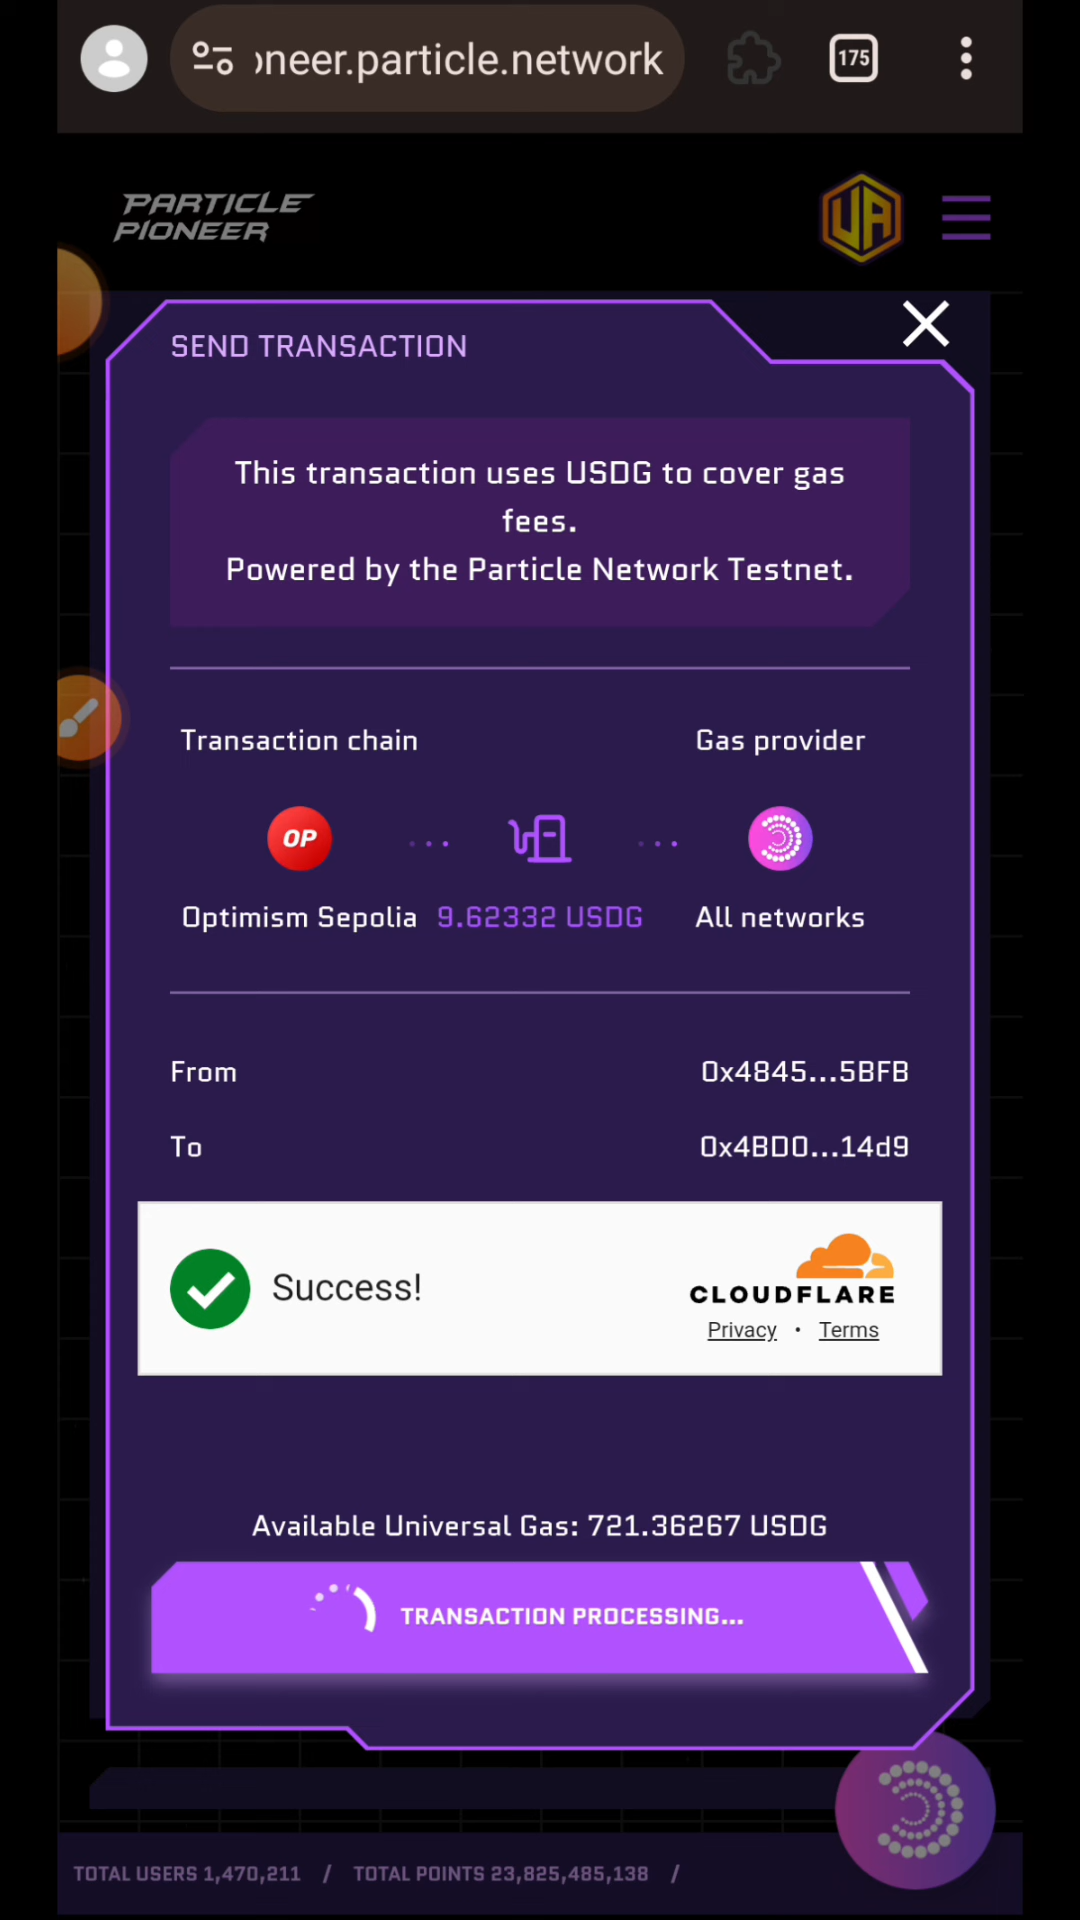 oneer.particle.network
175
PARTICLE
PIONEER
UA
SEND TRANSACTION
This transaction uses USDG to cover gas
fees.
Powered by the Particle Network Testnet.
Transaction chain
Gas provider
OP
Optimism Sepolia
9.62332 USDG
All networks
From
0x4845...5BFB
To
0x4BD0...14d9
Success!
CLOUDFLARE
Privacy • Terms
Available Universal Gas: 721.36267 USDG
TRANSACTION PROCESSING...
TOTAL USERS 1,470,211 / TOTAL POINTS 23,825,485,138 /